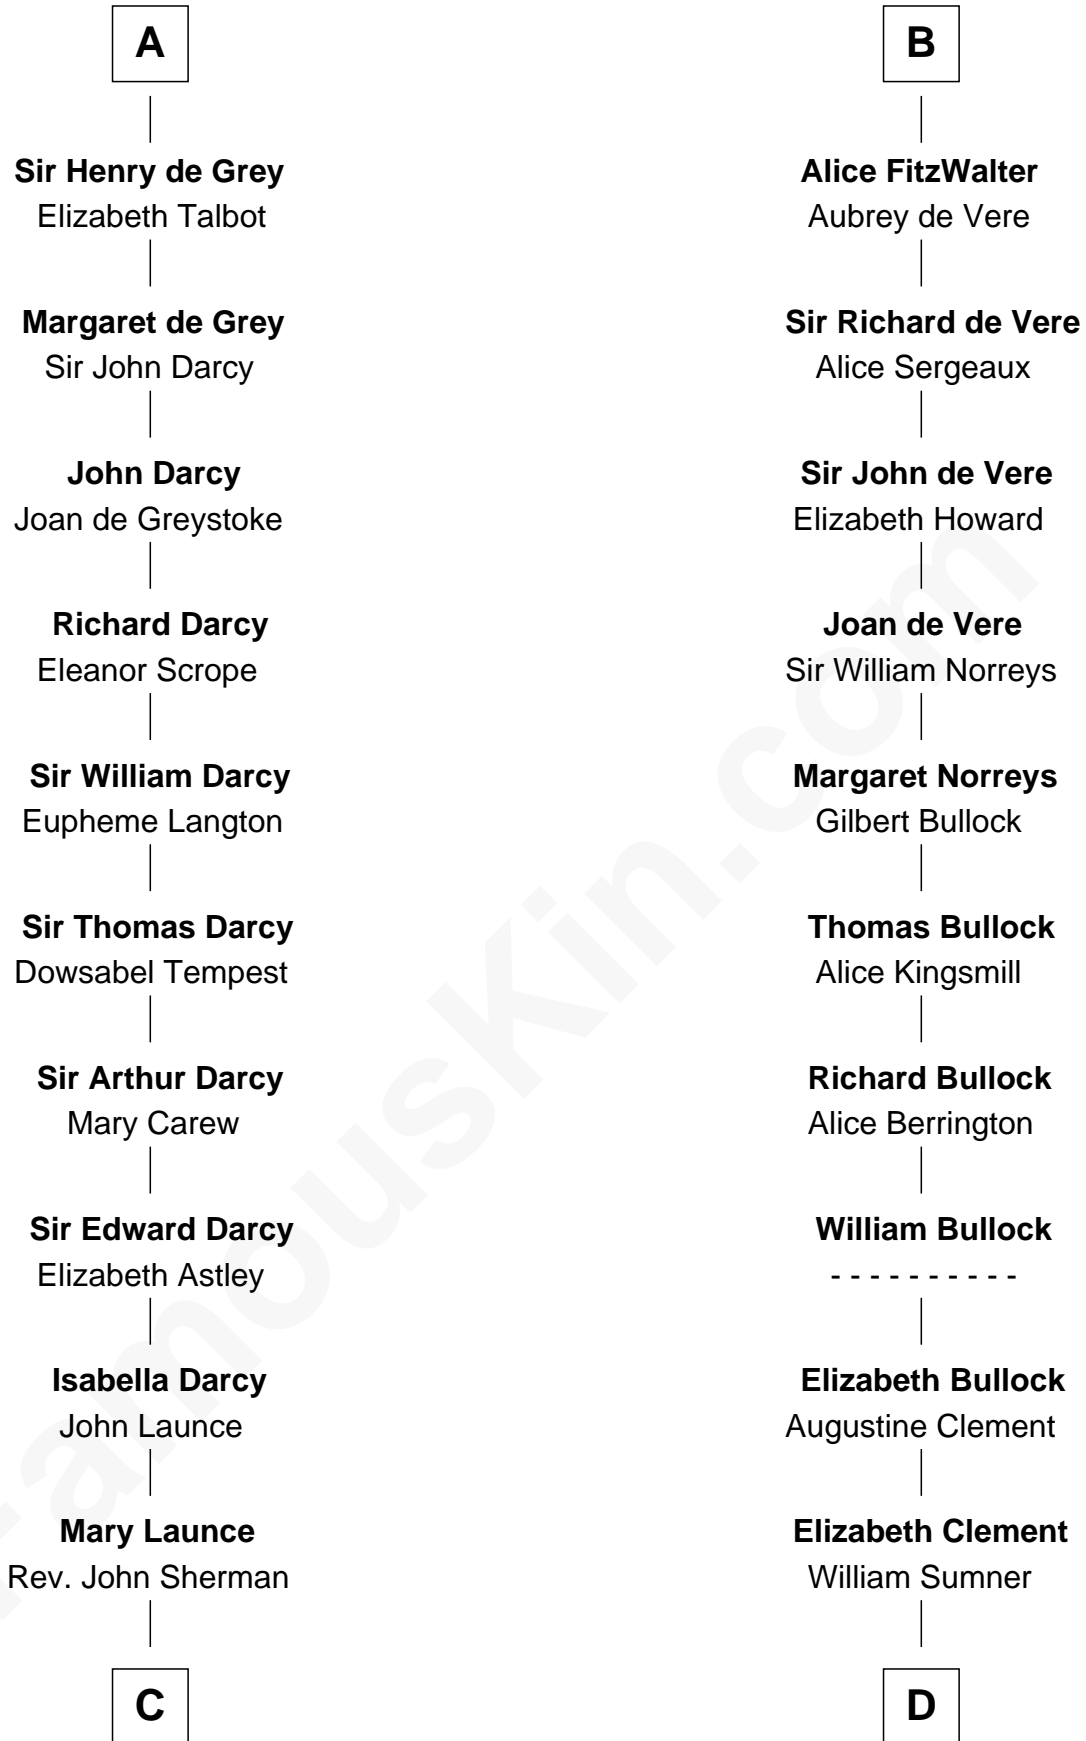 A
Sir Henry de Grey
Elizabeth Talbot
Margaret de Grey
Sir John Darcy
John Darcy
Joan de Greystoke
Richard Darcy
Eleanor Scrope
Sir William Darcy
Eupheme Langton
Sir Thomas Darcy
Dowsabel Tempest
Sir Arthur Darcy
Mary Carew
Sir Edward Darcy
Elizabeth Astley
Isabella Darcy
John Launce
Mary Launce
Rev. John Sherman
C
B
Alice FitzWalter
Aubrey de Vere
Sir Richard de Vere
Alice Sergeaux
Sir John de Vere
Elizabeth Howard
Joan de Vere
Sir William Norreys
Margaret Norreys
Gilbert Bullock
Thomas Bullock
Alice Kingsmill
Richard Bullock
Alice Berrington
William Bullock
- - - - - - - - - -
Elizabeth Bullock
Augustine Clement
Elizabeth Clement
William Sumner
D
FamousKin.com